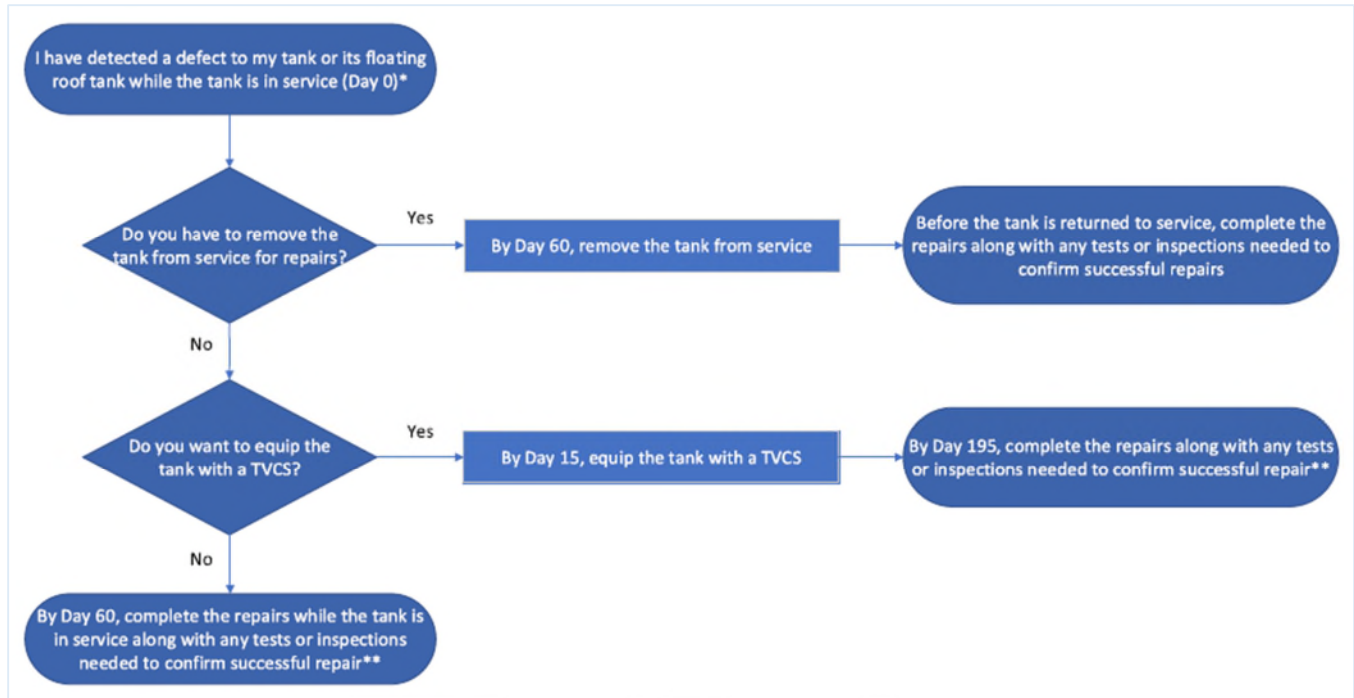 I have detected a defect to my tank or its floating
roof tank while the tank is in service (Day 0)*
Do you have to remove the
tank from service for repairs?
Yes
By Day 60, remove the tank from service
Before the tank is returned to service, complete the
repairs along with any tests or inspections needed to
confirm successful repairs
No
Do you want to equip the
tank with a TVCS?
Yes
By Day 15, equip the tank with a TVCS
By Day 195, complete the repairs along with any tests
or inspections needed to confirm successful repair**
No
By Day 60, complete the repairs while the tank is
in service along with any tests or inspections
needed to confirm successful repair**